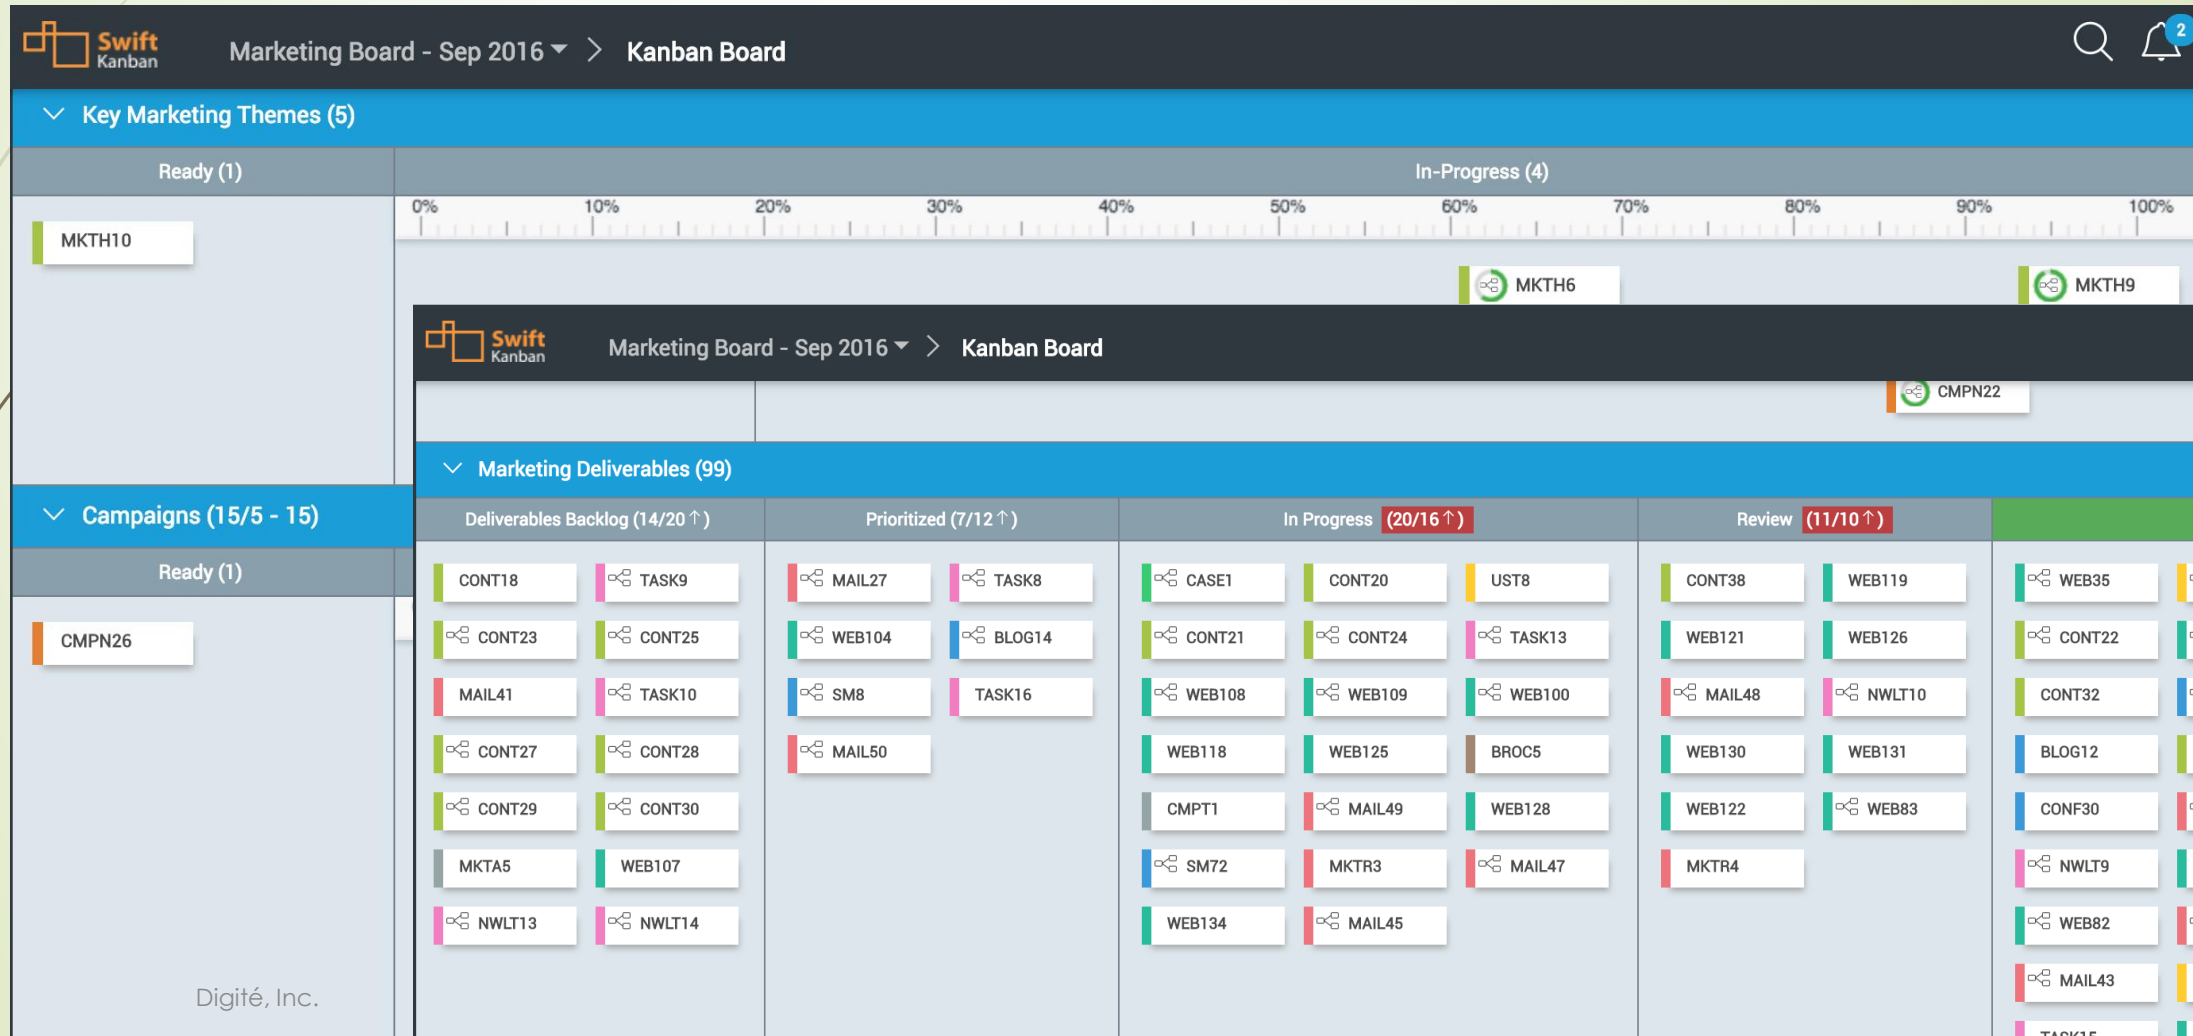 Swift
Kanban
Marketing Board - Sep 2016 > Kanban Board
2
Key Marketing Themes (5)
Ready (1)
In-Progress (4)
0% 10% 20% 30% 40% 50% 60% 70% 80% 90% 100%
MKTH10
MKTH6
MKTH9
Campaigns (15/5 - 15)
Ready (1)
CMPN26
Swift
Kanban
Marketing Board - Sep 2016 > Kanban Board
CMPN22
Marketing Deliverables (99)
Deliverables Backlog (14/20↑) Prioritized (7/12↑) In Progress (20/16↑) Review (11/10↑)
CONT18 TASK9 MAIL27 TASK8 CASE1 CONT20 UST8 CONT38 WEB119 WEB35
CONT23 CONT25 WEB104 BLOG14 CONT21 CONT24 TASK13 WEB121 WEB126 CONT22
MAIL41 TASK10 SM8 TASK16 WEB108 WEB109 WEB100 MAIL48 NWLT10 CONT32
CONT27 CONT28 MAIL50 WEB118 WEB125 BROC5 WEB130 WEB131 BLOG12
CONT29 CONT30 CMPT1 MAIL49 WEB128 WEB122 WEB83 CONF30
MKTA5 WEB107 SM72 MKTR3 MAIL47 MKTR4 NWLT9
NWLT13 NWLT14 WEB134 MAIL45 WEB82
MAIL43
Digité, Inc.